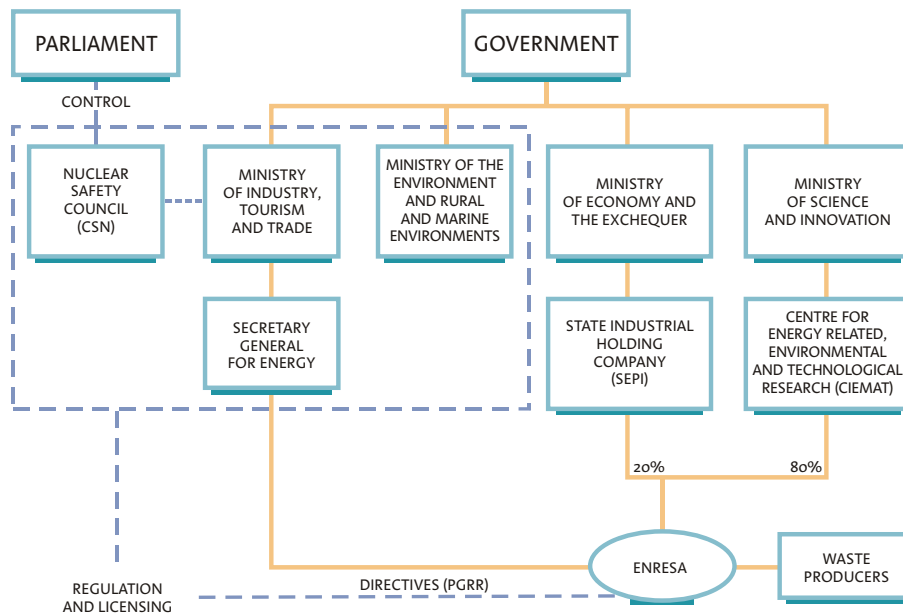 PARLIAMENT
GOVERNMENT
CONTROL
NUCLEAR
SAFETY
COUNCIL
(CSN)
MINISTRY
OF INDUSTRY,
TOURISM
AND TRADE
MINISTRY OF THE
ENVIRONMENT
AND RURAL
AND MARINE
ENVIRONMENTS
MINISTRY
OF ECONOMY AND
THE EXCHEQUER
MINISTRY
OF SCIENCE
AND INNOVATION
SECRETARY
GENERAL
FOR ENERGY
STATE INDUSTRIAL
HOLDING
COMPANY
(SEPI)
CENTRE FOR
ENERGY RELATED,
ENVIRONMENTAL
AND TECHNOLOGICAL
RESEARCH (CIEMAT)
20%
80%
ENRESA
WASTE
PRODUCERS
REGULATION
AND LICENSING
DIRECTIVES (PGRR)